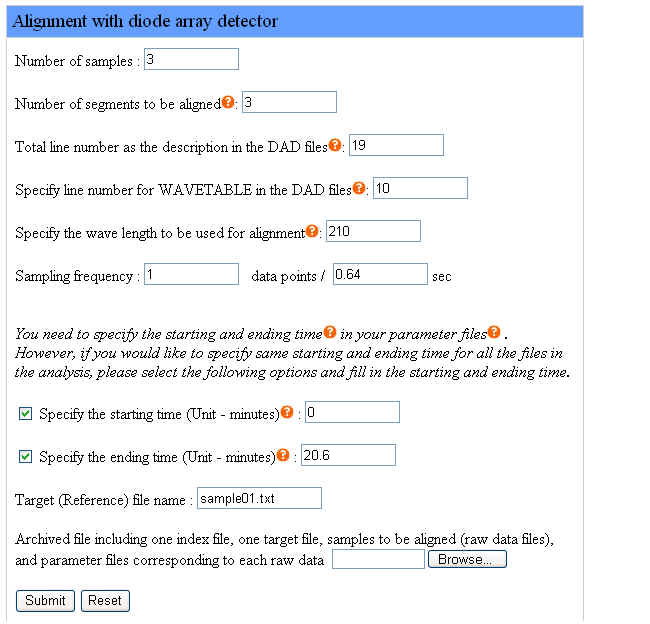 Alignment with diode array detector
Number of samples : 3
Number of segments to be aligned?: 3
Total line number as the description in the DAD files?: 19
Specify line number for WAVETABLE in the DAD files?: 10
Specify the wave length to be used for alignment?: 210
Sampling frequency : 1 data points / 0.64 sec
You need to specify the starting and ending time? in your parameter files? .
However, if you would like to specify same starting and ending time for all the files in
the analysis, please select the following options and fill in the starting and ending time.
Specify the starting time (Unit - minutes)? : 0
Specify the ending time (Unit - minutes)? : 20.6
Target (Reference) file name : sample01.txt
Archived file including one index file, one target file, samples to be aligned (raw data files),
and parameter files corresponding to each raw data Browse...
Submit Reset